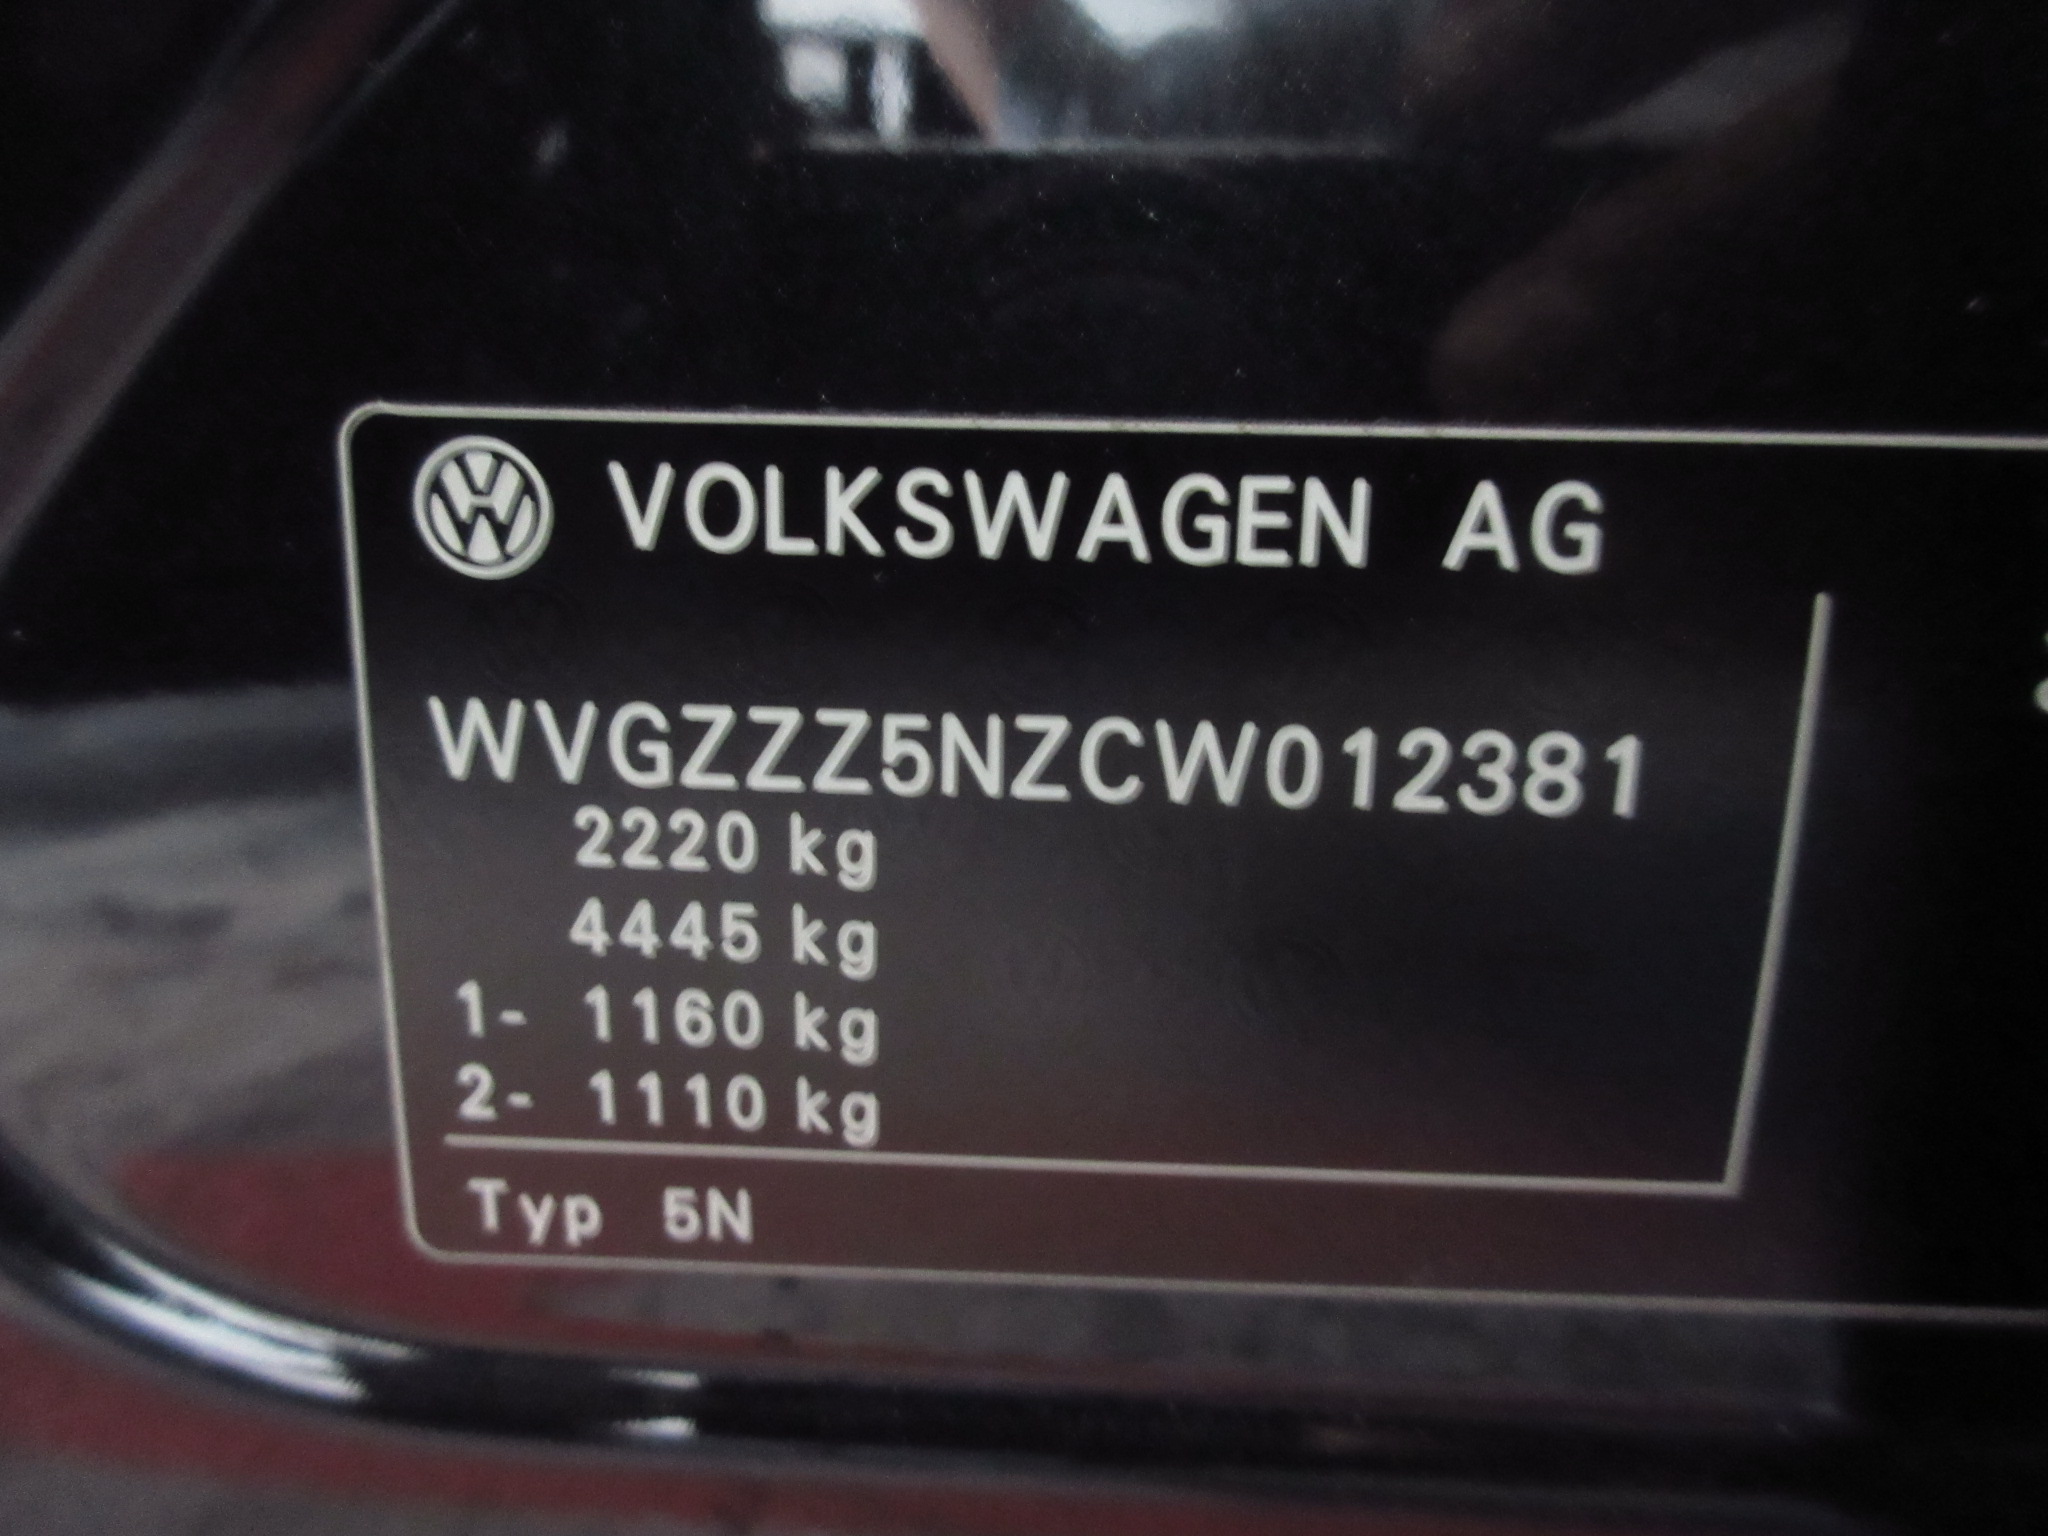 VOLKSWAGEN AG
WVGZZZ5NZCW012381
2220 kg
4445 kg
1- 1160 kg
2- 1110 kg
Typ 5N